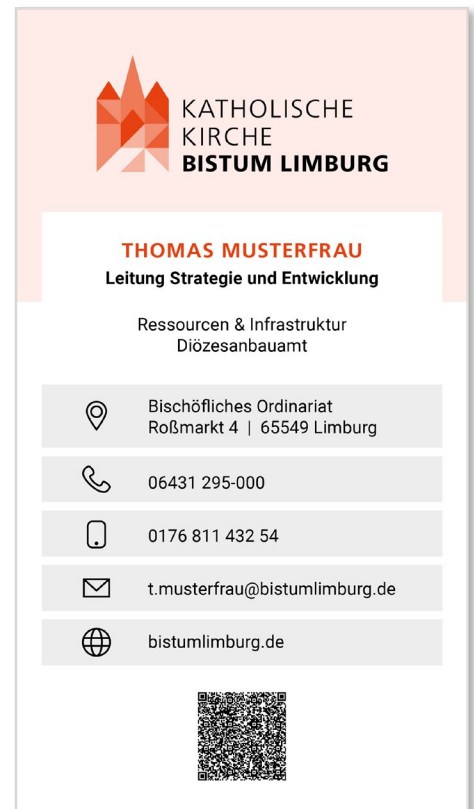 KATHOLISCHE
KIRCHE
BISTUM LIMBURG
THOMAS MUSTERFRAU
Leitung Strategie und Entwicklung
Ressourcen & Infrastruktur
Diözesanbauamt
Bischöfliches Ordinariat
Roßmarkt 4 | 65549 Limburg
06431 295-000
0176 811 432 54
t.musterfrau@bistumlimburg.de
bistumlimburg.de